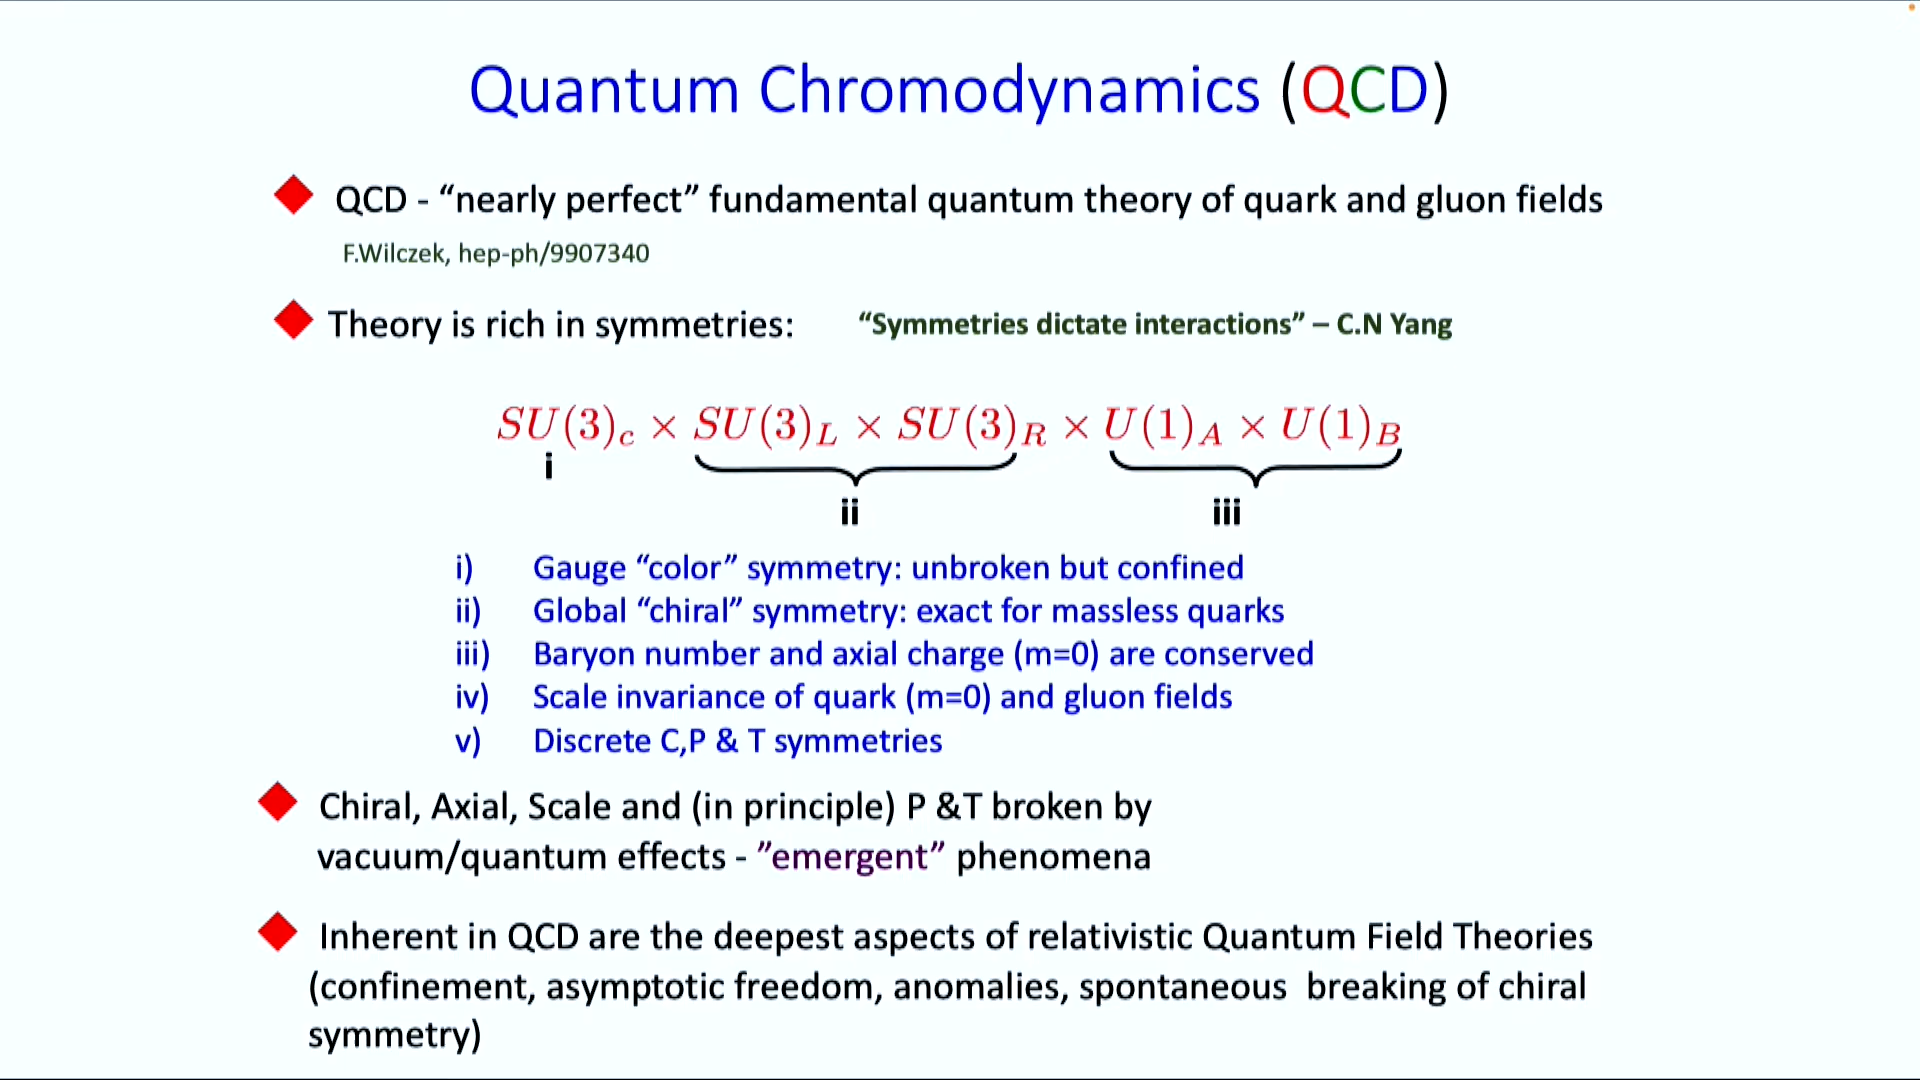 Quantum Chromodynamics (QCD)
QCD - “nearly perfect” fundamental quantum theory of quark and gluon fields
F.Wilczek, hep-ph/9907340
Theory is rich in symmetries: “Symmetries dictate interactions” – C.N Yang
SU(3)c × SU(3)L × SU(3)R × U(1)A × U(1)B
i
ii iii
i) Gauge “color” symmetry: unbroken but confined
ii) Global “chiral” symmetry: exact for massless quarks
iii) Baryon number and axial charge (m=0) are conserved
iv) Scale invariance of quark (m=0) and gluon fields
v) Discrete C,P & T symmetries
Chiral, Axial, Scale and (in principle) P &T broken by
vacuum/quantum effects - ”emergent” phenomena
Inherent in QCD are the deepest aspects of relativistic Quantum Field Theories
(confinement, asymptotic freedom, anomalies, spontaneous breaking of chiral
symmetry)